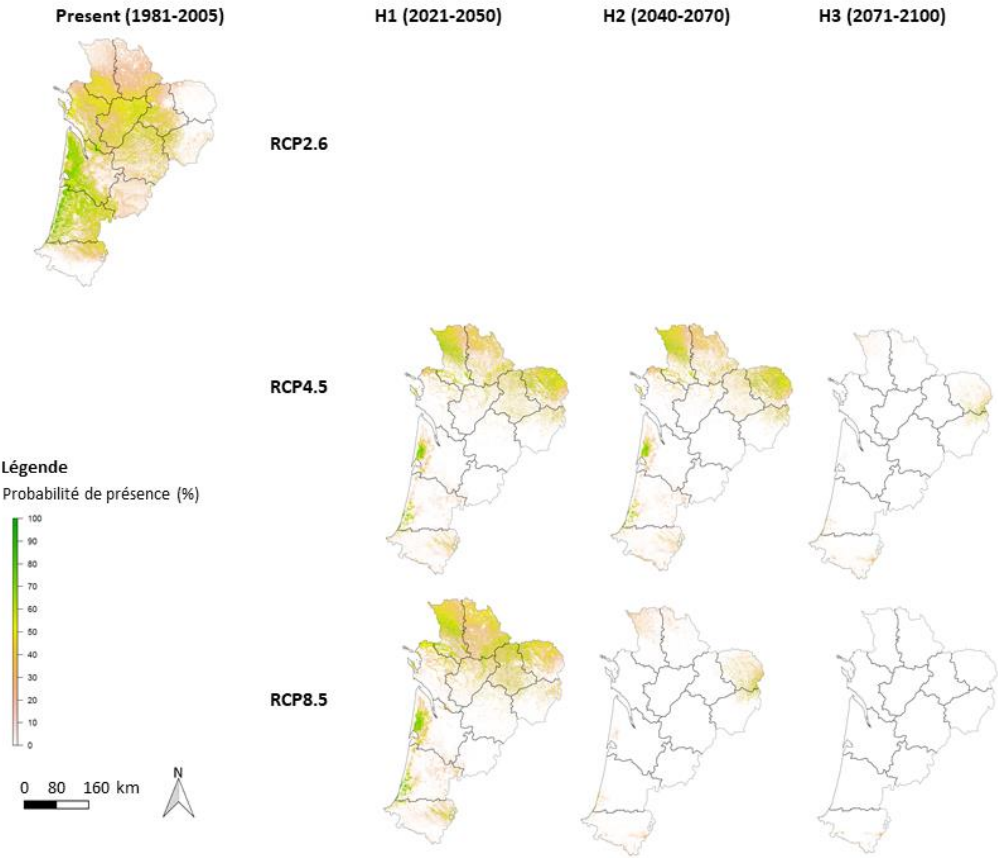 Present (1981-2005) H1 (2021-2050) H2 (2040-2070) H3 (2071-2100)
RCP2.6
RCP4.5
Légende
Probabilité de présence (%)
100
90
80
70
60
50
40
30
20
10
0
RCP8.5
N
0 80 160 km